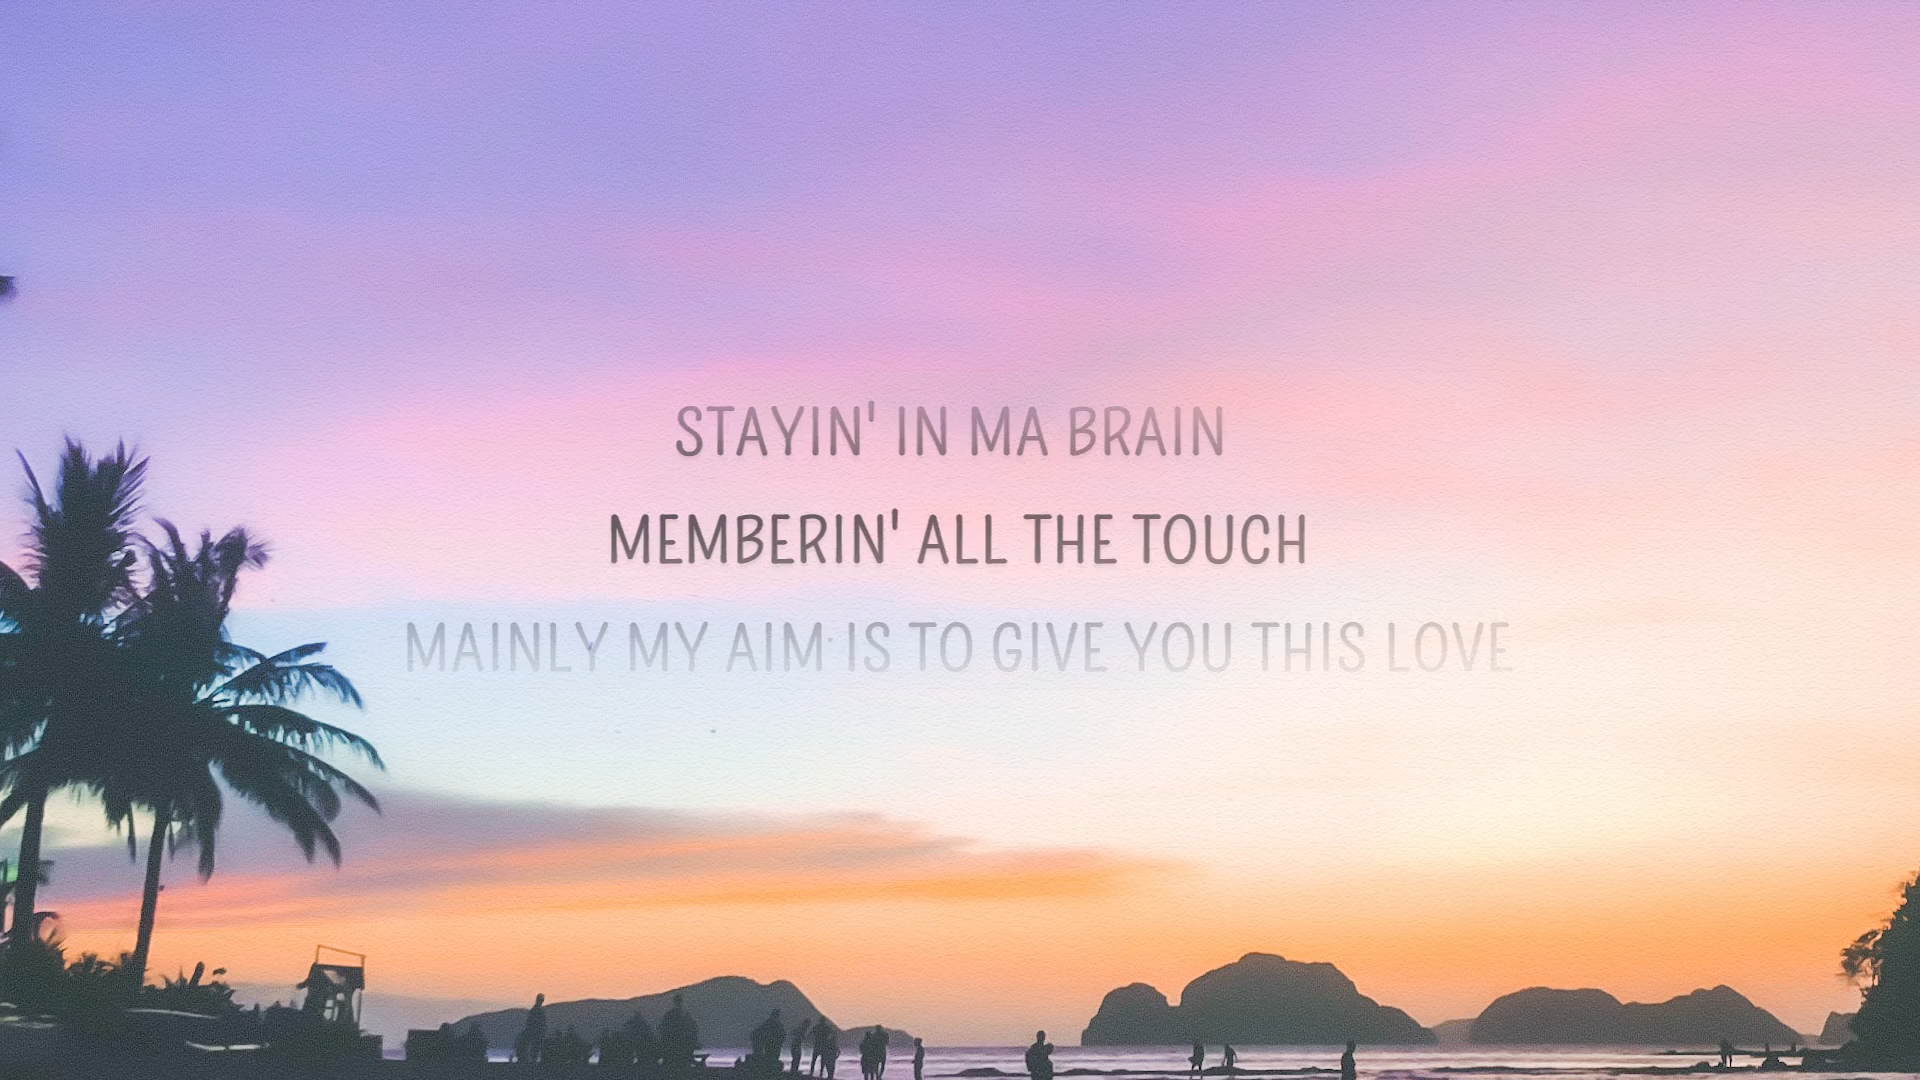 STAYIN' IN MA BRAIN
MEMBERIN' ALL THE TOUCH
MAINLY MY AIM IS TO GIVE YOU THIS LOVE